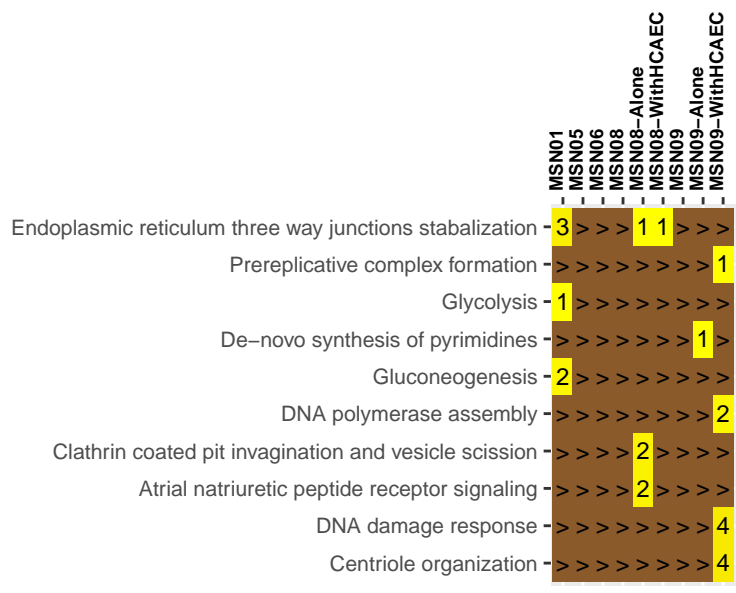 MSN01
MSN05
MSN06
MSN08
MSN08–Alone
MSN08–WithHCAEC
MSN09
MSN09–Alone
MSN09–WithHCAEC
Endoplasmic reticulum three way junctions stabalization 3 > > > 1 1 > > >
Prereplicative complex formation > > > > > > > > 1
Glycolysis 1 > > > > > > > >
De–novo synthesis of pyrimidines > > > > > > > 1 >
Gluconeogenesis 2 > > > > > > > >
DNA polymerase assembly > > > > > > > > 2
Clathrin coated pit invagination and vesicle scission > > > > 2 > > > >
Atrial natriuretic peptide receptor signaling > > > > 2 > > > >
DNA damage response > > > > > > > > 4
Centriole organization > > > > > > > > 4